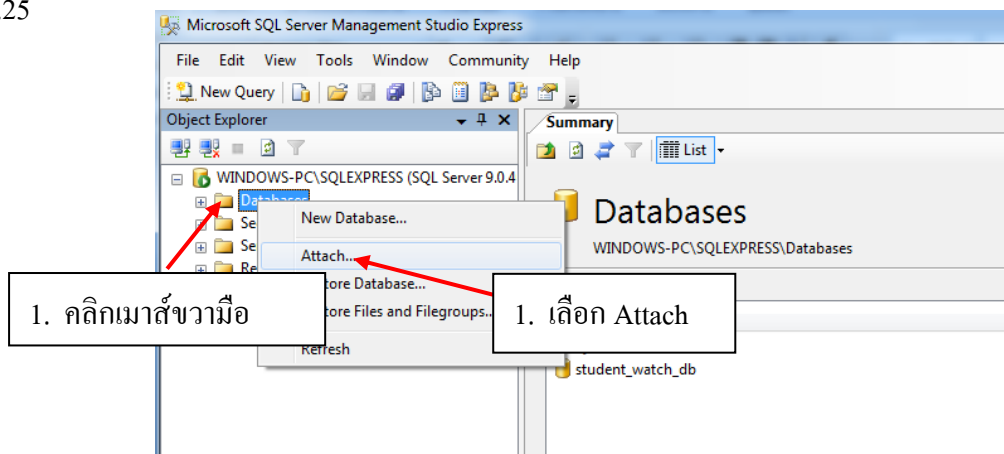 25
Microsoft SQL Server Management Studio Express
File Edit View Tools Window Community Help
New Query
Object Explorer
Summary
List
WINDOWS-PC\SQLEXPRESS (SQL Server 9.0.4
Databases
New Database...
Attach...
tore Database...
tore Files and Filegroups...
Refresh
Se
Se
Re
Databases
WINDOWS-PC\SQLEXPRESS\Databases
1. คลิกเมาส์ขวามือ
1. เลือก Attach
student_watch_db